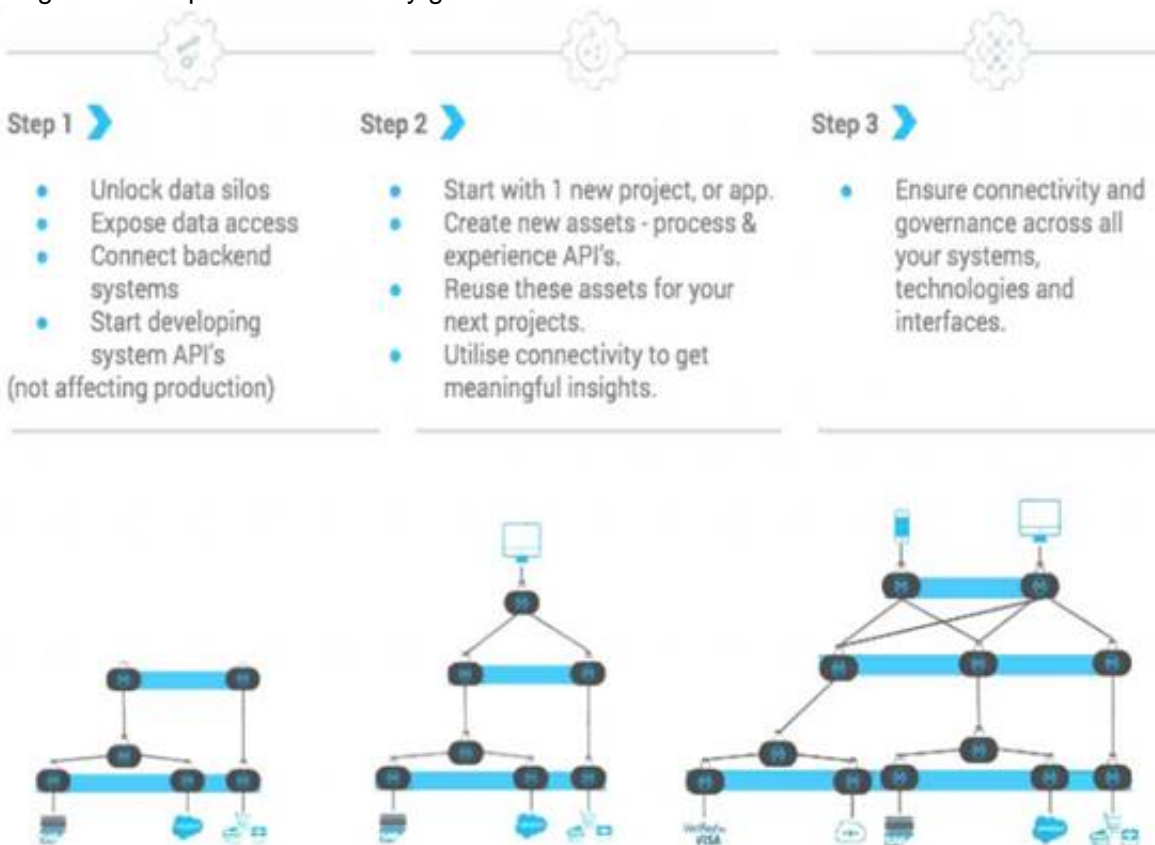 Step 1
Unlock data silos
Expose data access
Connect backend
systems
Start developing
system API's
(not affecting production)
Step 2
Start with 1 new project, or app.
Create new assets - process &
experience API's.
Reuse these assets for your
next projects.
Utilise connectivity to get
meaningful insights.
Step 3
Ensure connectivity and
governance across all
your systems,
technologies and
interfaces.
VISA